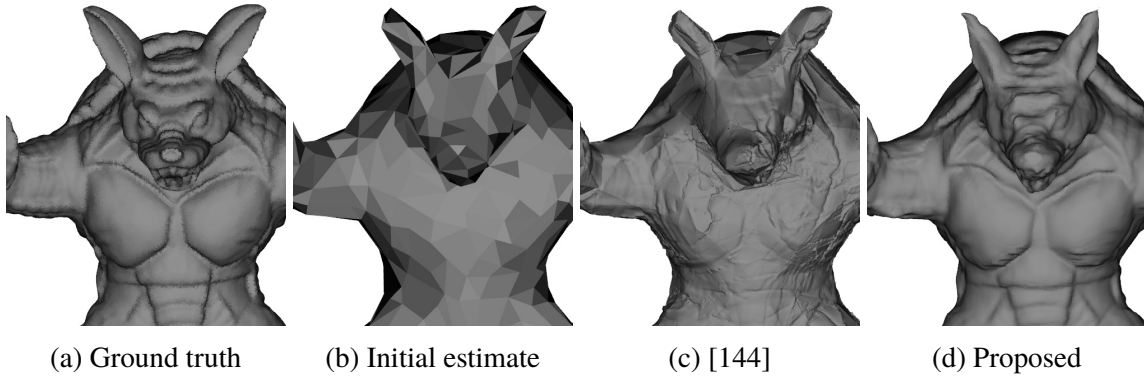 (a) Ground truth
(b) Initial estimate
(c) [144]
(d) Proposed